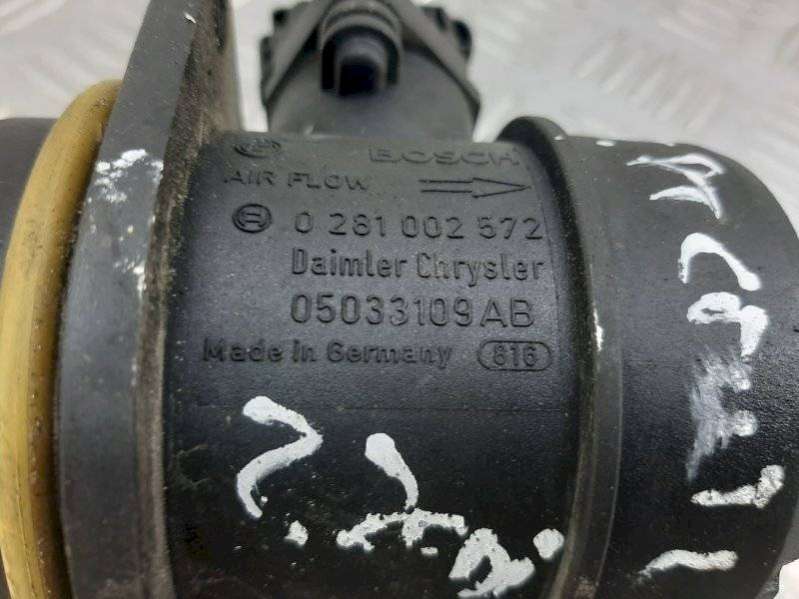 BOSCH
AIR FLOW
0 281 002 572
Daimler Chrysler
05033109AB
Made in Germany 816